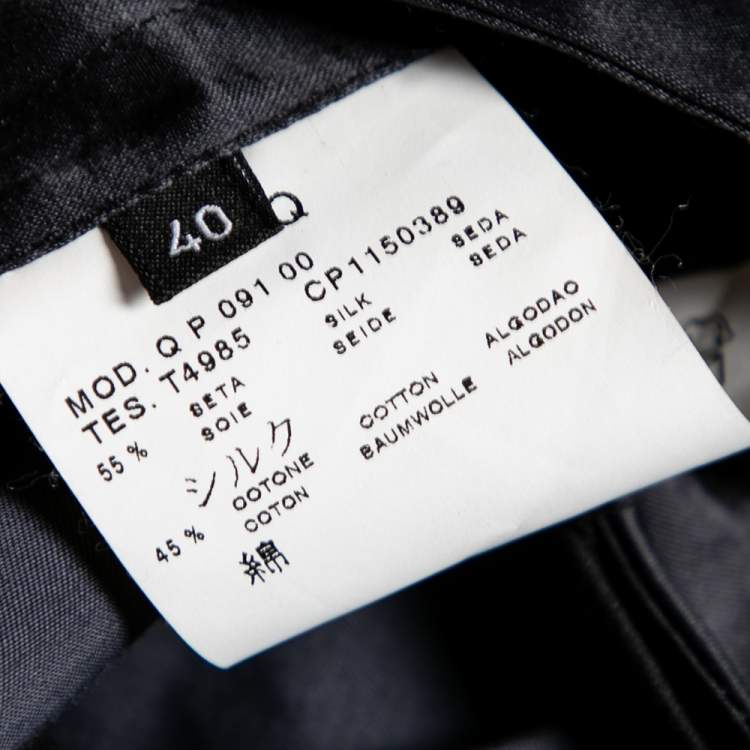 40 Q
MOD. Q P 091 00 CP1150389
TES. T4985
55 % SETA SILK SEDA
SOIE SEIDE SEDA
シルク
45 % COTONE COTTON ALGODAO
COTON BAUMWOLLE ALGODON
綿